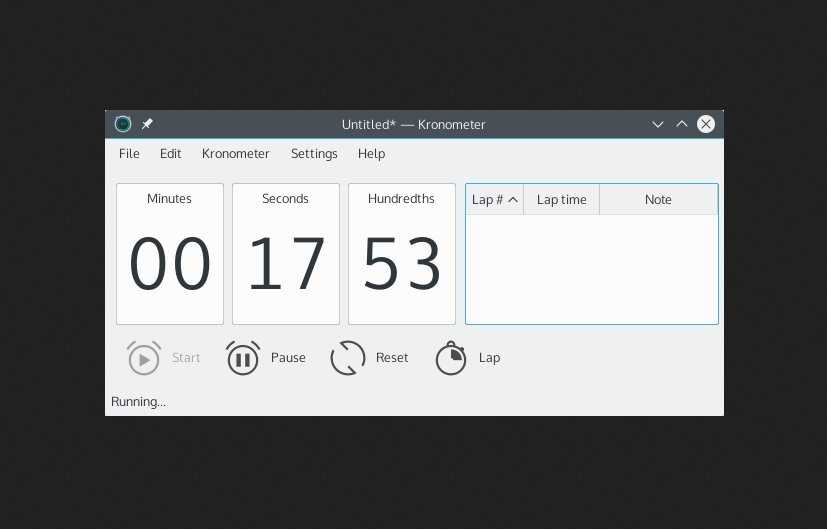 Untitled* — Kronometer
File Edit Kronometer Settings Help
Minutes Seconds Hundredths Lap # Lap time Note
00 17 53
Start Pause Reset Lap
Running...